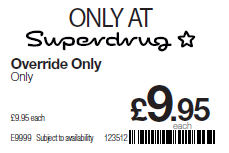 ONLY AT
Superdrug
Override Only
Only
£9.95
each
£9.95 each
E9999 Subject to availability 123512